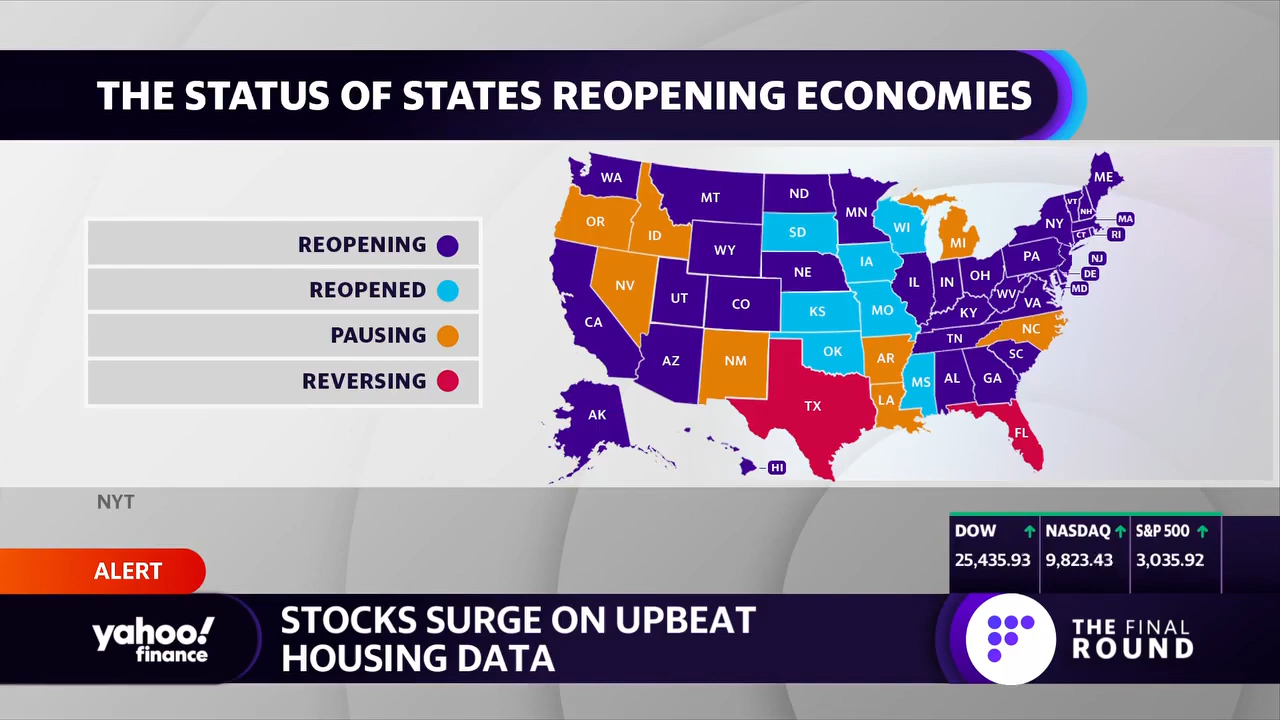 THE STATUS OF STATES REOPENING ECONOMIES
REOPENING
REOPENED
PAUSING
REVERSING
WA
MT
ND
MN
ME
VT
NH
NY
MA
OR
ID
SD
WI
MI
CT
RI
WY
IA
PA
NJ
NV
NE
IL
IN
OH
DE
MD
UT
CO
KS
MO
WV
VA
KY
CA
TN
NC
AZ
NM
OK
AR
SC
MS
AL
GA
AK
TX
LA
FL
HI
NYT
DOW NASDAQ S&P 500
25,435.93 9,823.43 3,035.92
ALERT
yahoo!
finance
STOCKS SURGE ON UPBEAT
HOUSING DATA
THE FINAL
ROUND